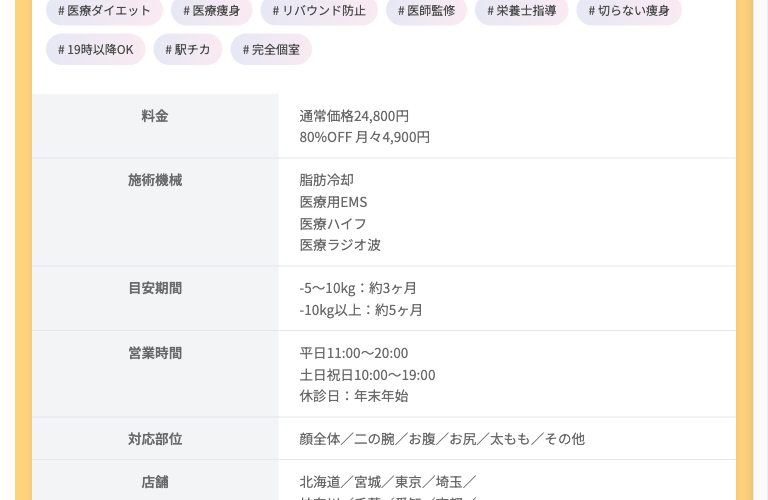 # 医療ダイエット # 医療痩身 # リバウンド防止 # 医師監修 # 栄養士指導 # 切らない痩身
# 19時以降OK # 駅チカ # 完全個室
料金
通常価格24,800円
80%OFF 月々4,900円
施術機械
脂肪冷却
医療用EMS
医療ハイフ
医療ラジオ波
目安期間
-5〜10kg：約3ヶ月
-10kg以上：約5ヶ月
営業時間
平日11:00〜20:00
土日祝日10:00〜19:00
休診日：年末年始
対応部位
顔全体／二の腕／お腹／お尻／太もも／その他
店舗
北海道／宮城／東京／埼玉／